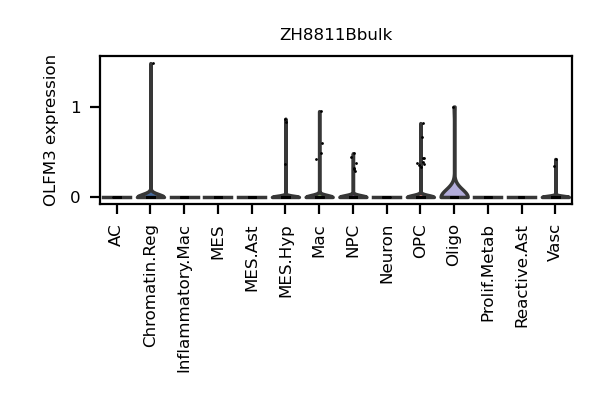 ZH8811Bbulk
OLFM3 expression
1
0
AC
Chromatin.Reg
Inflammatory.Mac
MES
MES.Ast
MES.Hyp
Mac
NPC
Neuron
OPC
Oligo
Prolif.Metab
Reactive.Ast
Vasc